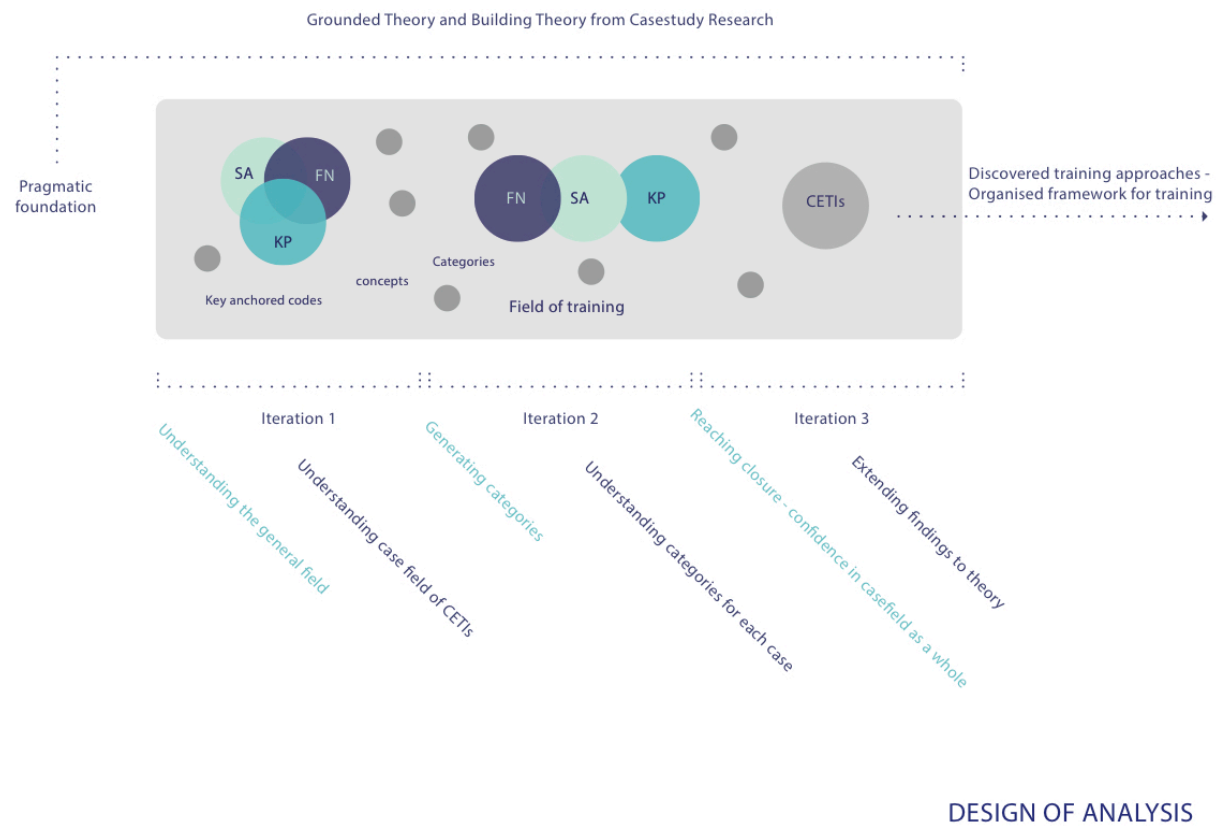 Grounded Theory and Building Theory from Casestudy Research
Pragmatic
foundation
SA
FN
KP
Key anchored codes
concepts
Categories
FN
SA
KP
Field of training
CETIs
Discovered training approaches -
Organised framework for training
Iteration 1
Iteration 2
Iteration 3
Understanding the general field
Understanding case field of CETIs
Generating categories
Understanding categories for each case
Reaching closure - confidence in casefield as a whole
Extending findings to theory
DESIGN OF ANALYSIS